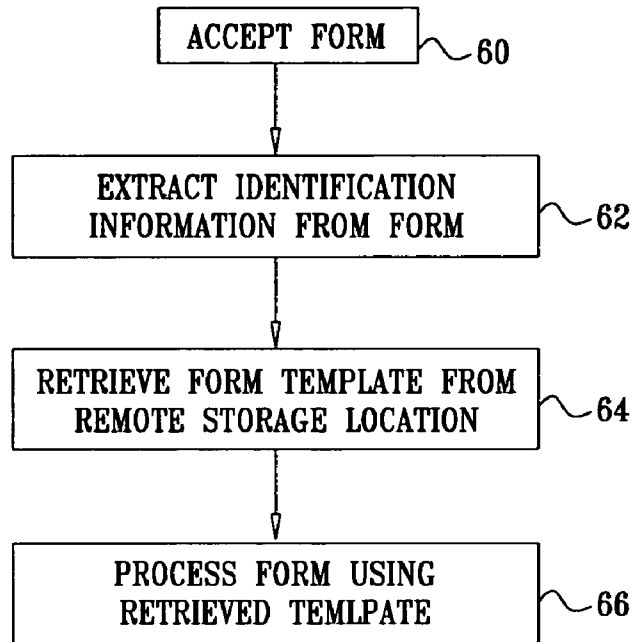 ACCEPT FORM
60
EXTRACT IDENTIFICATION
INFORMATION FROM FORM
62
RETRIEVE FORM TEMPLATE FROM
REMOTE STORAGE LOCATION
64
PROCESS FORM USING
RETRIEVED TEMLPATE
66